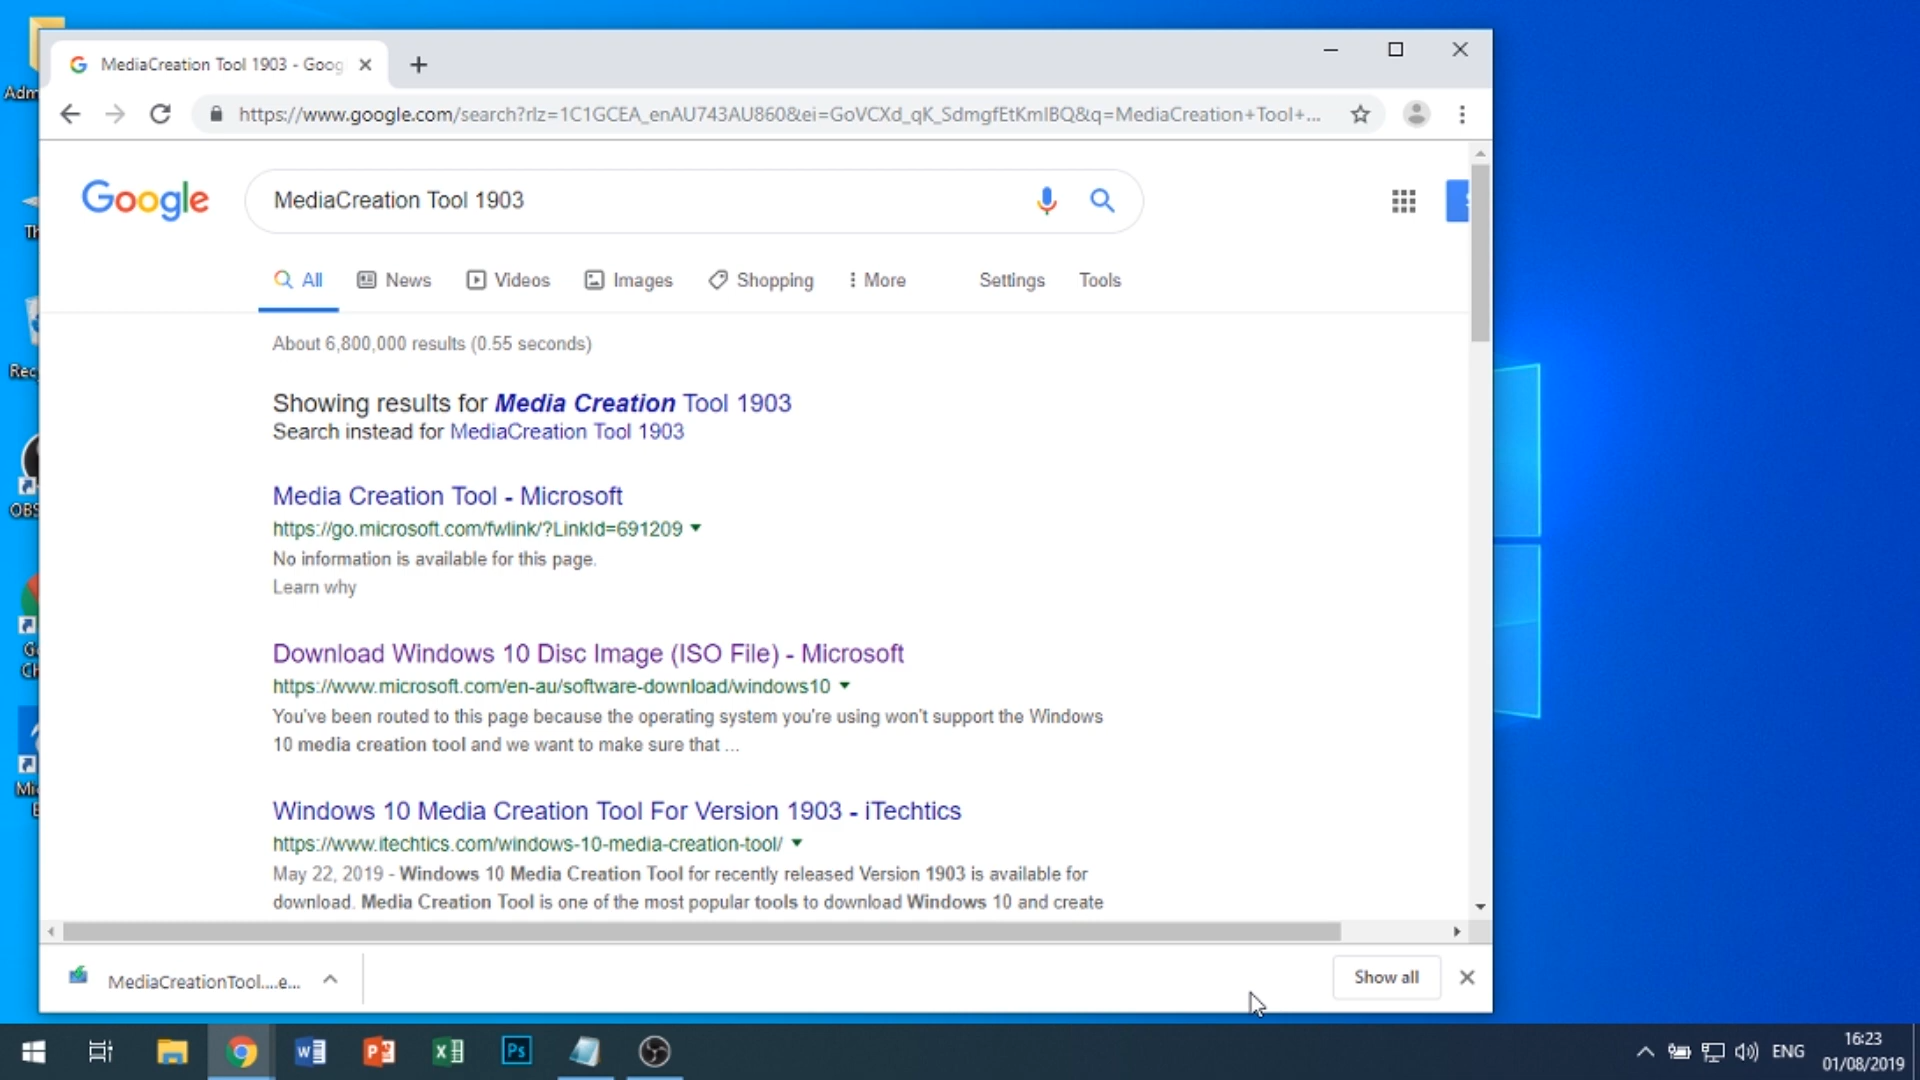 MediaCreation Tool 1903 - Goog
https://www.google.com/search?rlz=1C1GCEA_enAU743AU860&ei=GoVCXd_qK_SdmgfEtKmIBQ&q=MediaCreation+Tool+...
Google
MediaCreation Tool 1903
All
News
Videos
Images
Shopping
More
Settings
Tools
About 6,800,000 results (0.55 seconds)
Showing results for Media Creation Tool 1903
Search instead for MediaCreation Tool 1903
Media Creation Tool - Microsoft
https://go.microsoft.com/fwlink/?LinkId=691209
No information is available for this page.
Learn why
Download Windows 10 Disc Image (ISO File) - Microsoft
https://www.microsoft.com/en-au/software-download/windows10
You've been routed to this page because the operating system you're using won't support the Windows
10 media creation tool and we want to make sure that ...
Windows 10 Media Creation Tool For Version 1903 - iTechtics
https://www.itechtics.com/windows-10-media-creation-tool/
May 22, 2019 - Windows 10 Media Creation Tool for recently released Version 1903 is available for
download. Media Creation Tool is one of the most popular tools to download Windows 10 and create
MediaCreationTool....e...
Show all
Adm
Th
Rec
OBS
G
Ch
Mi
E
Ps
ENG
16:23
01/08/2019